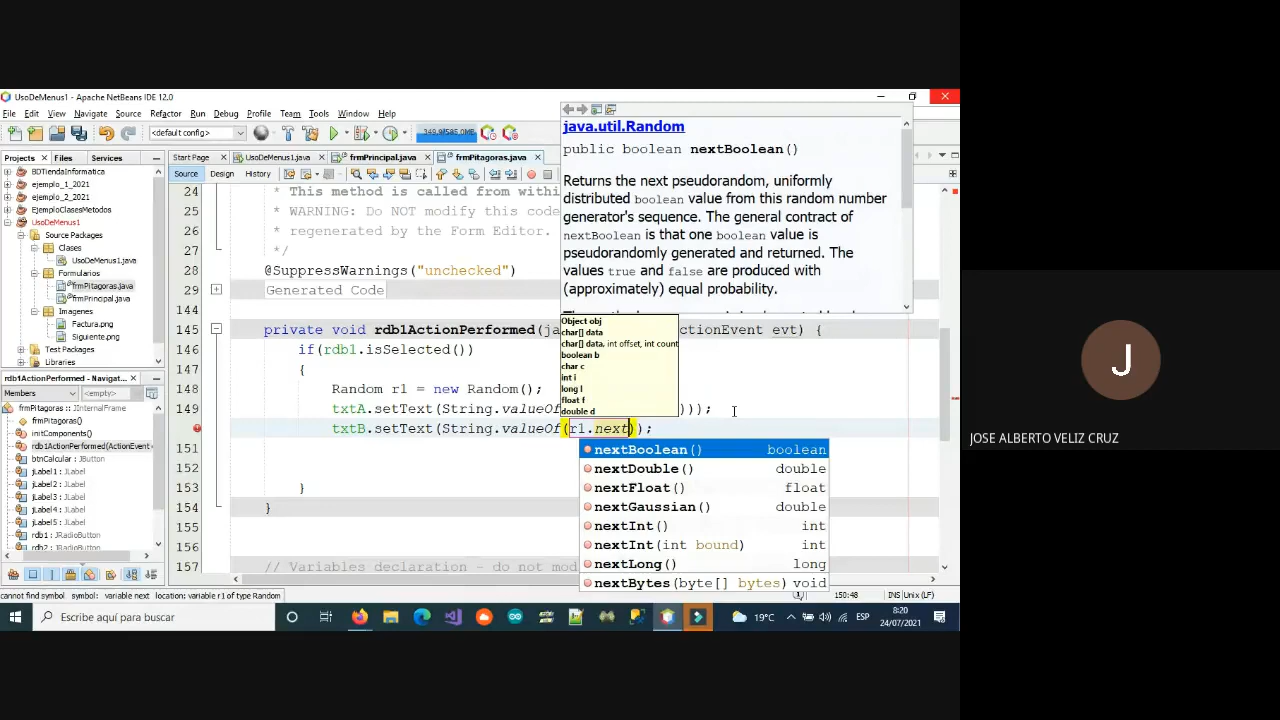 UsoDeMenus1 - Apache NetBeans IDE 12.0
File Edit View Navigate Source Refactor Run Debug Profile Team Tools Window Help
<default config>
349.9/585.0MB
Projects Files Services
BDTiendaInformatica
ejemplo_1_2021
ejemplo_2_2021
EjemploClasesMetodos
UsoDeMenus1
Source Packages
Clases
UsoDeMenus1.java
Formularios
frmPitagoras.java
frmPrincipal.java
Imagenes
Factura.png
Siguiente.png
Test Packages
Libraries
rdb1ActionPerformed - Navigat...
Members <empty>
frmPitagoras :: JInternalFrame
frmPitagoras()
initComponents()
rdb1ActionPerformed(ActionEvent
btnCalcular : JButton
jLabel1 : JLabel
jLabel2 : JLabel
jLabel3 : JLabel
jLabel4 : JLabel
jLabel5 : JLabel
rdb1 : JRadioButton
rdb2 : JRadioButton
Start Page UsoDeMenus1.java frmPrincipal.java frmPitagoras.java
Source Design History
24 * This method is called from within
25 * WARNING: Do NOT modify this code
26 * regenerated by the Form Editor.
27 */
28 @SuppressWarnings("unchecked")
29 Generated Code
144
145 private void rdb1ActionPerformed(ja ctionEvent evt) {
146 if(rdb1.isSelected())
147 {
148 Random r1 = new Random();
149 txtA.setText(String.valueOf )));
150 txtB.setText(String.valueOf(r1.next));
151
152
153 }
154 }
155
156
157 // Variables declaration - do not mod
java.util.Random
public boolean nextBoolean()
Returns the next pseudorandom, uniformly
distributed boolean value from this random number
generator's sequence. The general contract of
nextBoolean is that one boolean value is
pseudorandomly generated and returned. The
values true and false are produced with
(approximately) equal probability.
Object obj
char[] data
char[] data, int offset, int count
boolean b
char c
int i
long l
float f
double d
nextBoolean() boolean
nextDouble() double
nextFloat() float
nextGaussian() double
nextInt() int
nextInt(int bound) int
nextLong() long
nextBytes(byte[] bytes) void
cannot find symbol symbol: variable next location: variable r1 of type Random
150:48 INS Unix (LF)
Escribe aquí para buscar
19°C
ESP
8:20
24/07/2021
J
JOSE ALBERTO VELIZ CRUZ